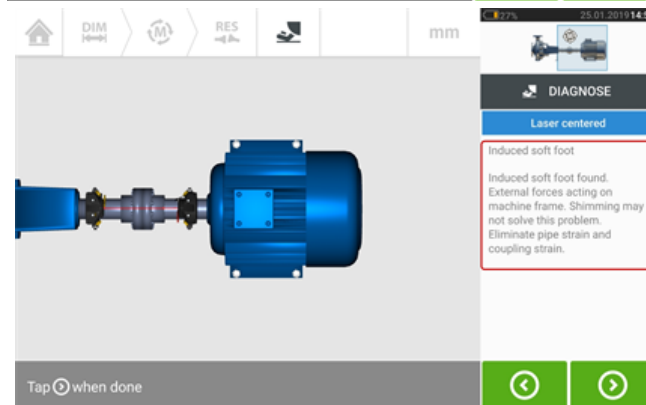 27%
25.01.2019 14:5
DIM
(M)
RES
mm
DIAGNOSE
Laser centered
Induced soft foot
Induced soft foot found.
External forces acting on
machine frame. Shimming may
not solve this problem.
Eliminate pipe strain and
coupling strain.
Tap when done